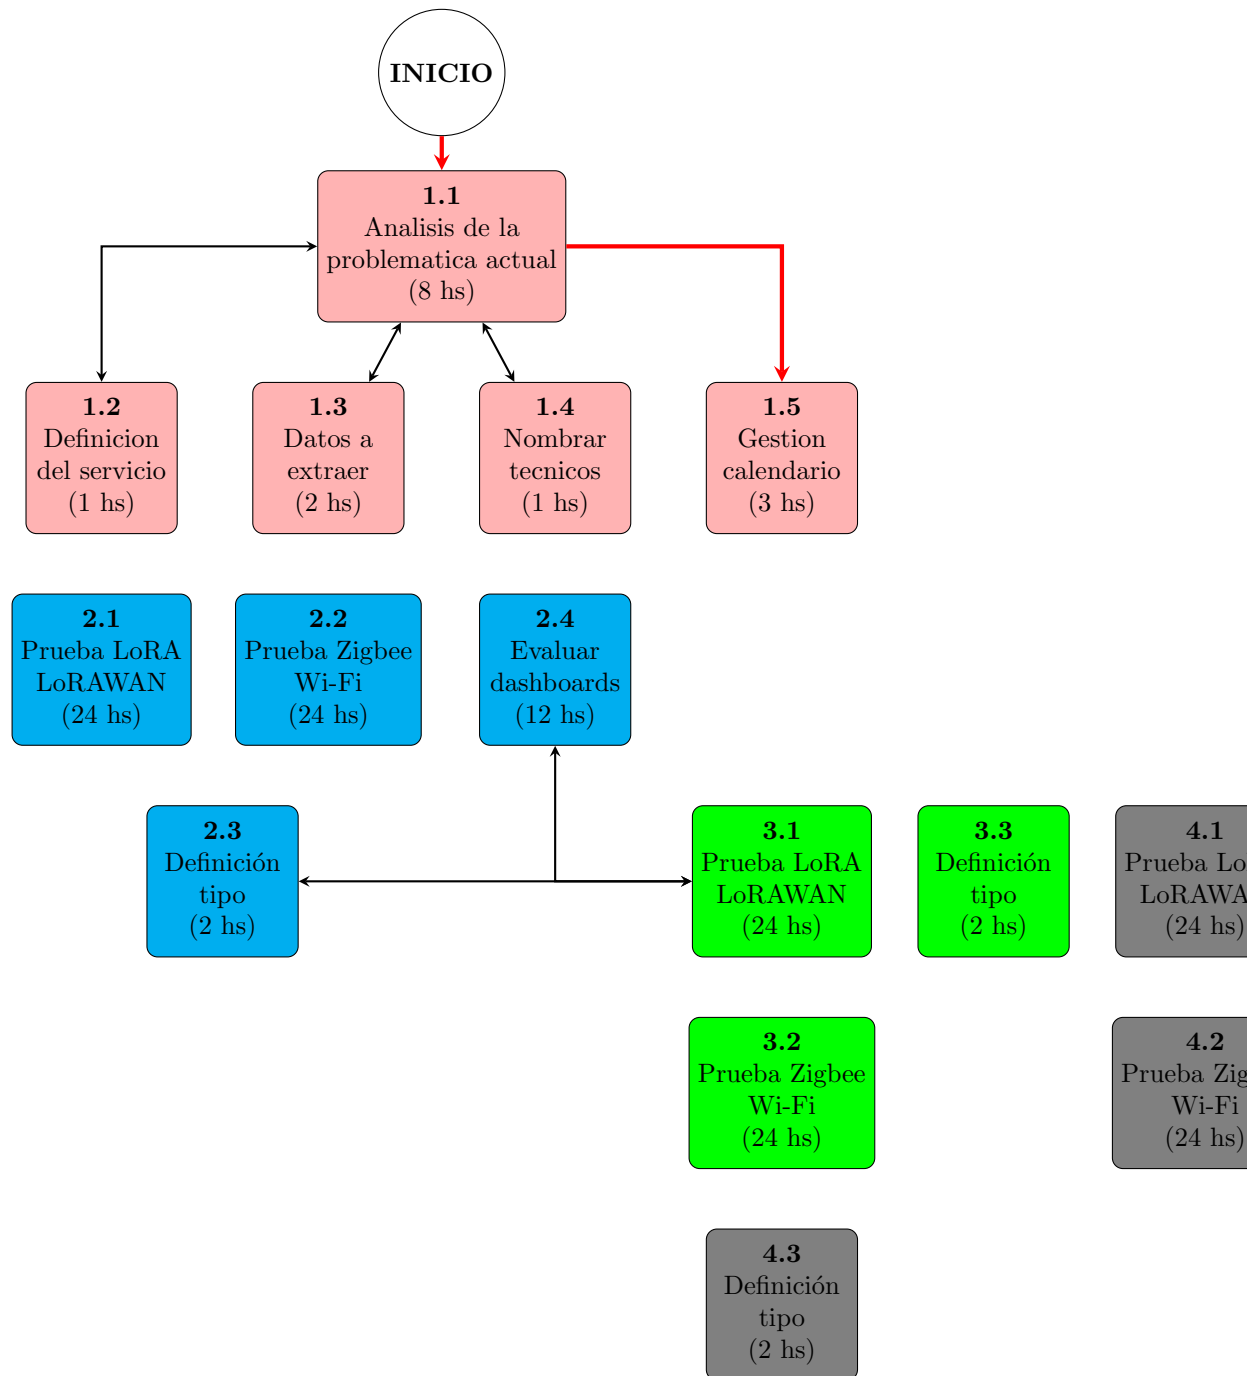 INICIO
1.1
Analisis de la
problematica actual
(8 hs)
1.2
Definicion
del servicio
(1 hs)
1.3
Datos a
extraer
(2 hs)
1.4
Nombrar
tecnicos
(1 hs)
1.5
Gestion
calendario
(3 hs)
2.1
Prueba LoRA
LoRAWAN
(24 hs)
2.2
Prueba Zigbee
Wi-Fi
(24 hs)
2.4
Evaluar
dashboards
(12 hs)
2.3
Definición
tipo
(2 hs)
3.1
Prueba LoRA
LoRAWAN
(24 hs)
3.3
Definición
tipo
(2 hs)
4.1
Prueba
(24 hs)
3.2
Prueba Zigbee
Wi-Fi
(24 hs)
4.2
Prueba
Wi-Fi
(24 hs)
4.3
Definición
tipo
(2 hs)